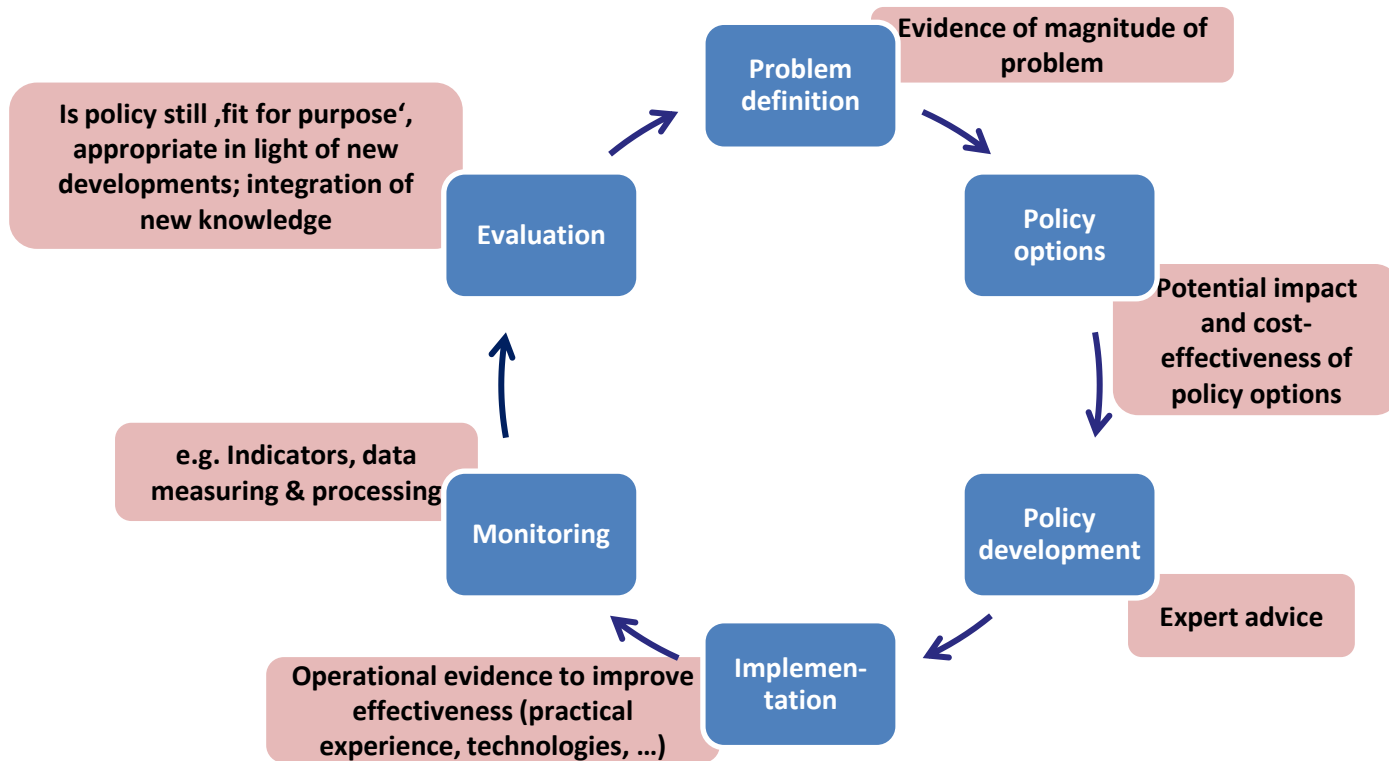 Problem
definition
Evidence of magnitude of
problem
Policy
options
Potential impact
and cost-
effectiveness of
policy options
Policy
development
Expert advice
Implemen-
tation
Operational evidence to improve
effectiveness (practical
experience, technologies, …)
Monitoring
e.g. Indicators, data
measuring & processing
Evaluation
Is policy still ‚fit for purpose‘,
appropriate in light of new
developments; integration of
new knowledge